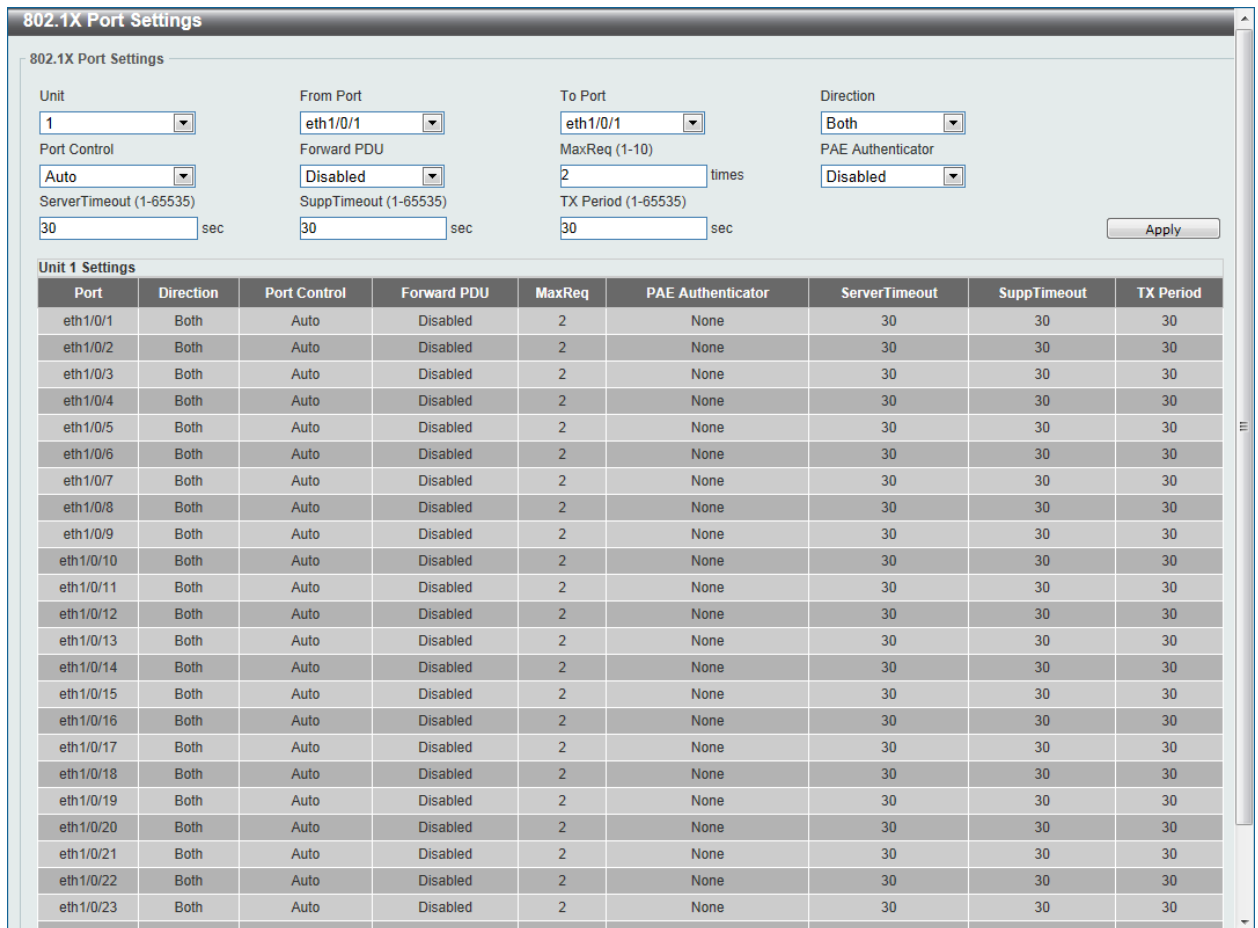 802.1X Port Settings
802.1X Port Settings
Unit From Port To Port Direction
1 eth1/0/1 eth1/0/1 Both
Port Control Forward PDU MaxReq (1-10) PAE Authenticator
Auto Disabled 2 times Disabled
ServerTimeout (1-65535) SuppTimeout (1-65535) TX Period (1-65535)
30 sec 30 sec 30 sec Apply
Unit 1 Settings
Port Direction Port Control Forward PDU MaxReq PAE Authenticator ServerTimeout SuppTimeout TX Period
eth1/0/1 Both Auto Disabled 2 None 30 30 30
eth1/0/2 Both Auto Disabled 2 None 30 30 30
eth1/0/3 Both Auto Disabled 2 None 30 30 30
eth1/0/4 Both Auto Disabled 2 None 30 30 30
eth1/0/5 Both Auto Disabled 2 None 30 30 30
eth1/0/6 Both Auto Disabled 2 None 30 30 30
eth1/0/7 Both Auto Disabled 2 None 30 30 30
eth1/0/8 Both Auto Disabled 2 None 30 30 30
eth1/0/9 Both Auto Disabled 2 None 30 30 30
eth1/0/10 Both Auto Disabled 2 None 30 30 30
eth1/0/11 Both Auto Disabled 2 None 30 30 30
eth1/0/12 Both Auto Disabled 2 None 30 30 30
eth1/0/13 Both Auto Disabled 2 None 30 30 30
eth1/0/14 Both Auto Disabled 2 None 30 30 30
eth1/0/15 Both Auto Disabled 2 None 30 30 30
eth1/0/16 Both Auto Disabled 2 None 30 30 30
eth1/0/17 Both Auto Disabled 2 None 30 30 30
eth1/0/18 Both Auto Disabled 2 None 30 30 30
eth1/0/19 Both Auto Disabled 2 None 30 30 30
eth1/0/20 Both Auto Disabled 2 None 30 30 30
eth1/0/21 Both Auto Disabled 2 None 30 30 30
eth1/0/22 Both Auto Disabled 2 None 30 30 30
eth1/0/23 Both Auto Disabled 2 None 30 30 30